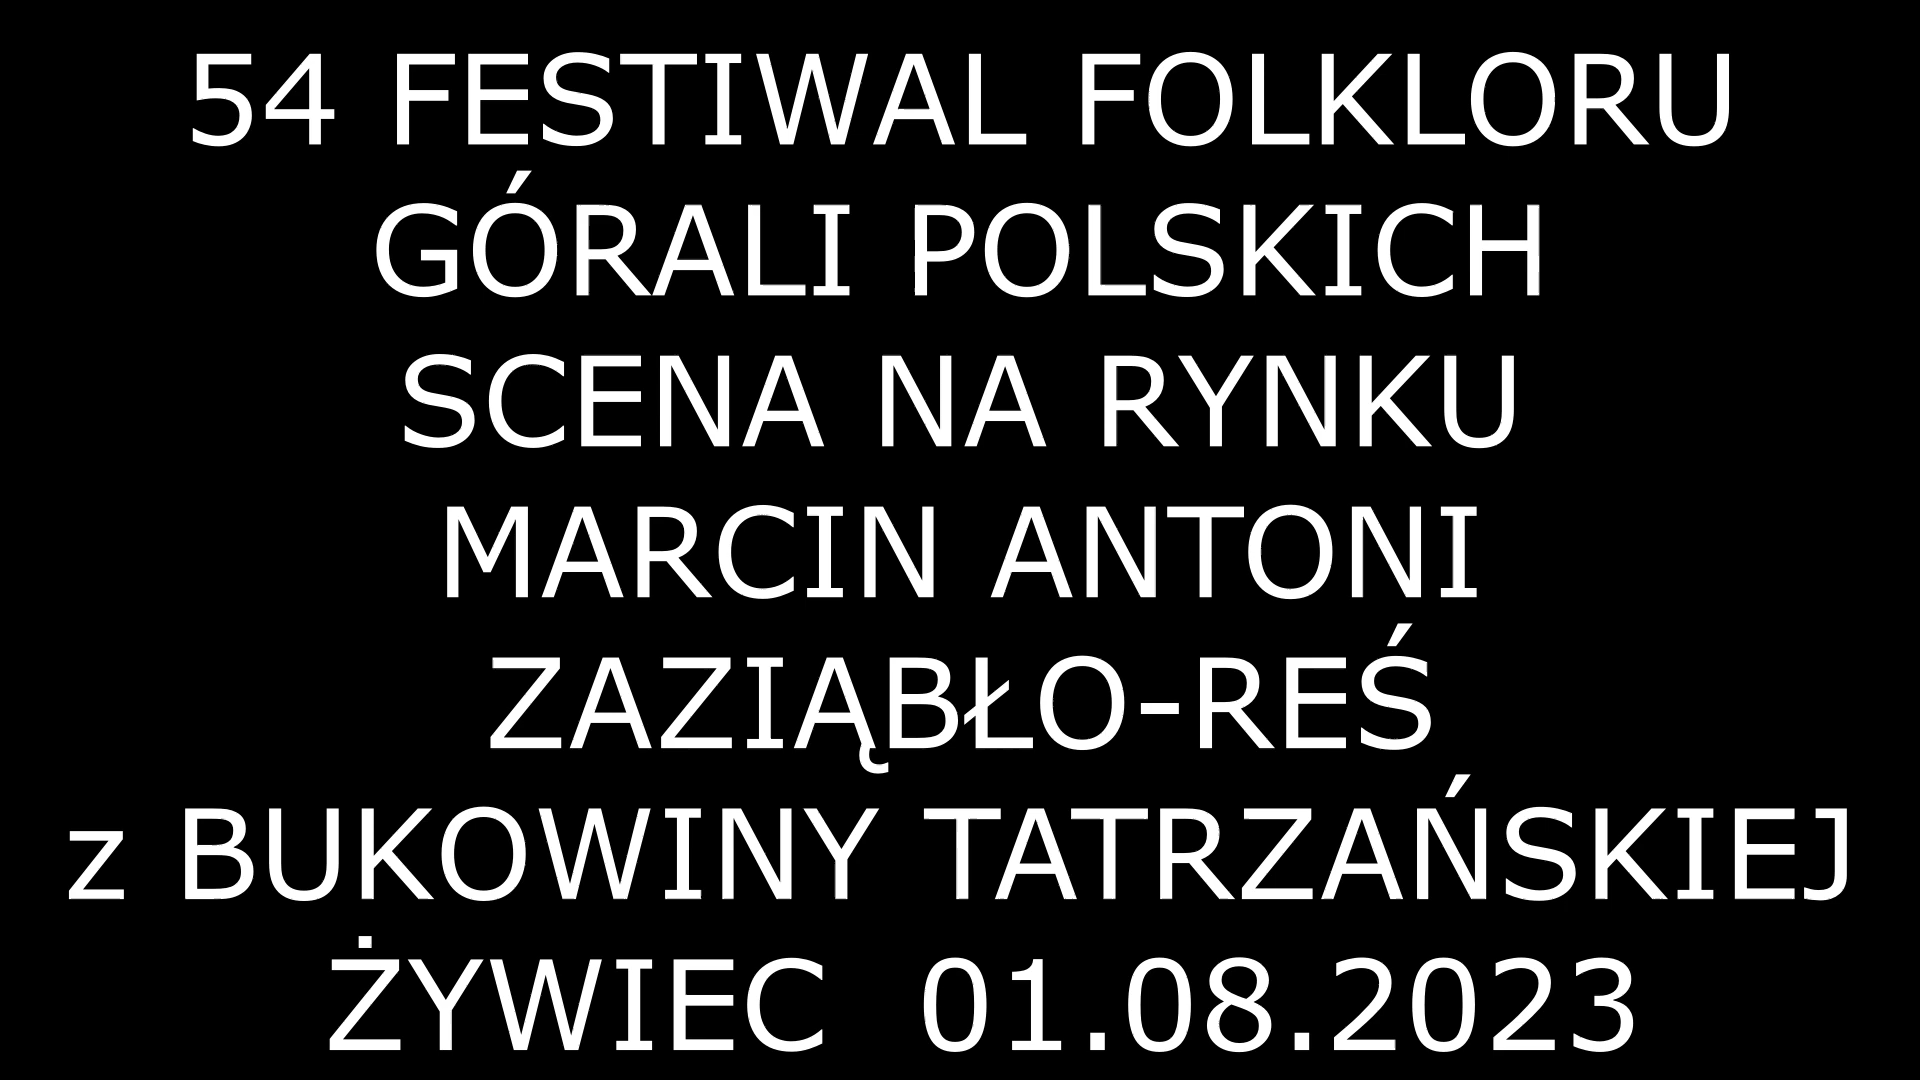 54 FESTIWAL FOLKLORU
GÓRALI POLSKICH
SCENA NA RYNKU
MARCIN ANTONI
ZAZIĄBŁO-REŚ
z BUKOWINY TATRZAŃSKIEJ
ŻYWIEC 01.08.2023